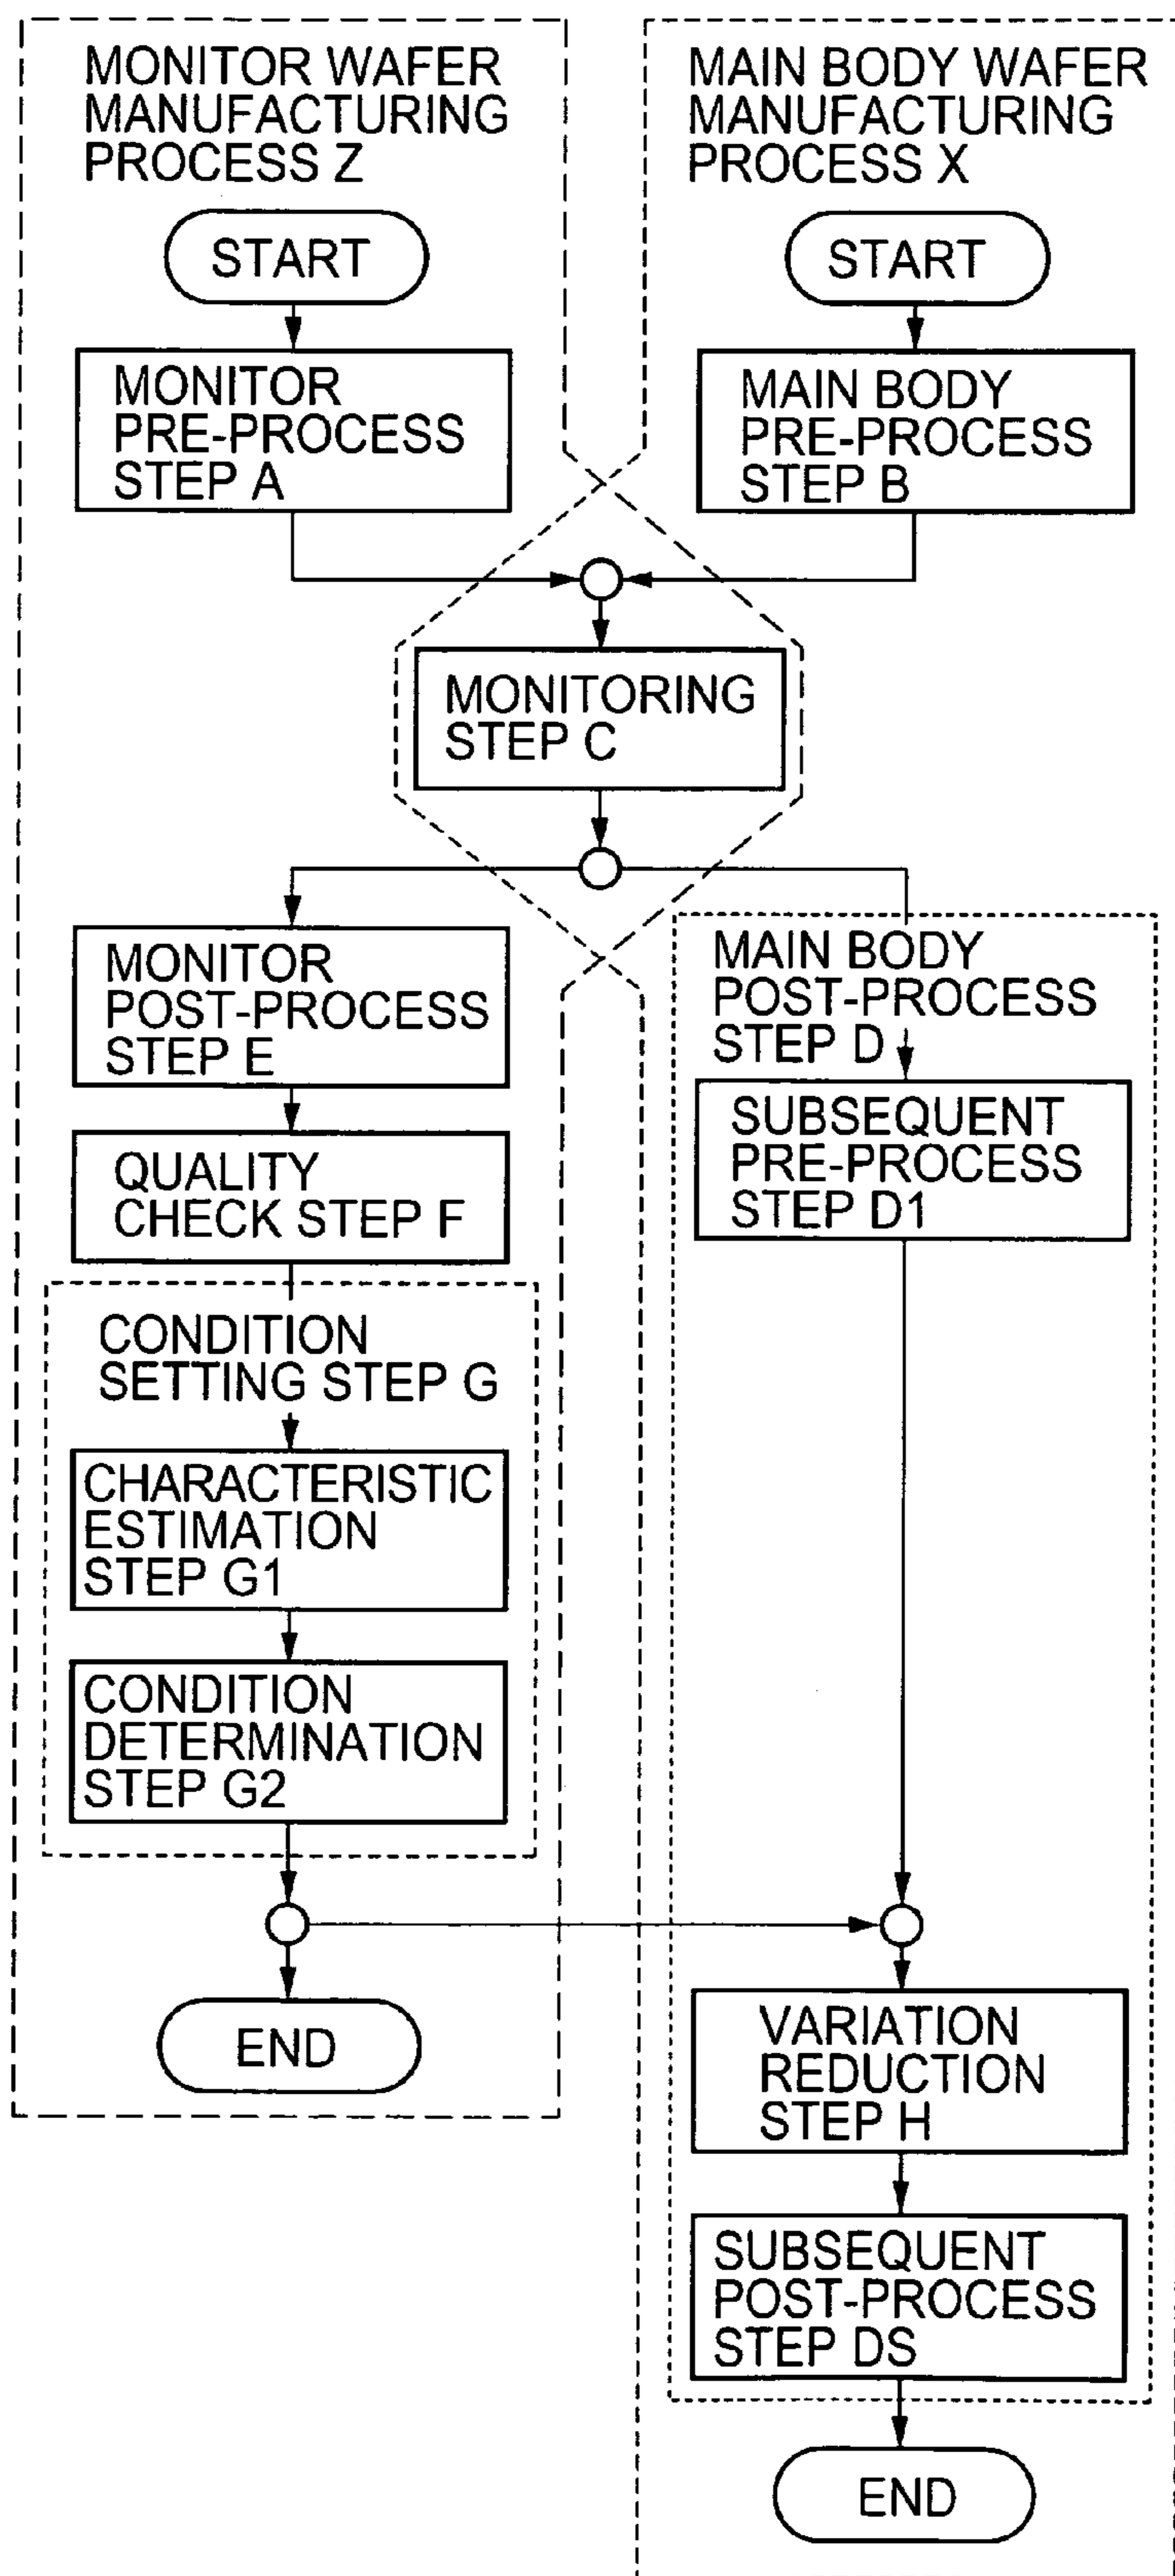 MONITOR WAFER
MANUFACTURING
PROCESS Z
START
MONITOR
PRE-PROCESS
STEP A
MAIN BODY WAFER
MANUFACTURING
PROCESS X
START
MAIN BODY
PRE-PROCESS
STEP B
MONITORING
STEP C
MONITOR
POST-PROCESS
STEP E
QUALITY
CHECK STEP F
CONDITION
SETTING STEP G
CHARACTERISTIC
ESTIMATION
STEP G1
CONDITION
DETERMINATION
STEP G2
END
MAIN BODY
POST-PROCESS
STEP D
SUBSEQUENT
PRE-PROCESS
STEP D1
VARIATION
REDUCTION
STEP H
SUBSEQUENT
POST-PROCESS
STEP DS
END